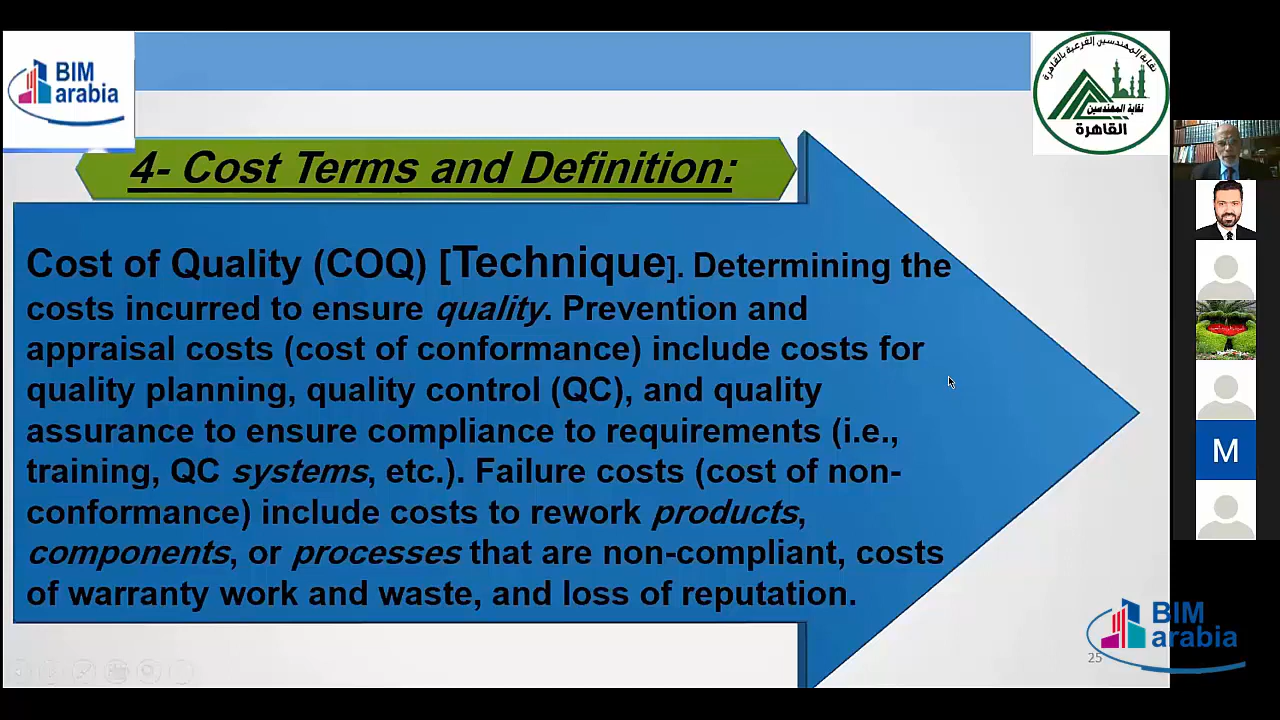 BIM
arabia
نقابة المهندسين الفرعية بالقاهرة
نقابة المهندسين
القاهرة
4- Cost Terms and Definition:
Cost of Quality (COQ) [Technique]. Determining the
costs incurred to ensure quality. Prevention and
appraisal costs (cost of conformance) include costs for
quality planning, quality control (QC), and quality
assurance to ensure compliance to requirements (i.e.,
training, QC systems, etc.). Failure costs (cost of non-
conformance) include costs to rework products,
components, or processes that are non-compliant, costs
of warranty work and waste, and loss of reputation.
M
BIM
arabia
25